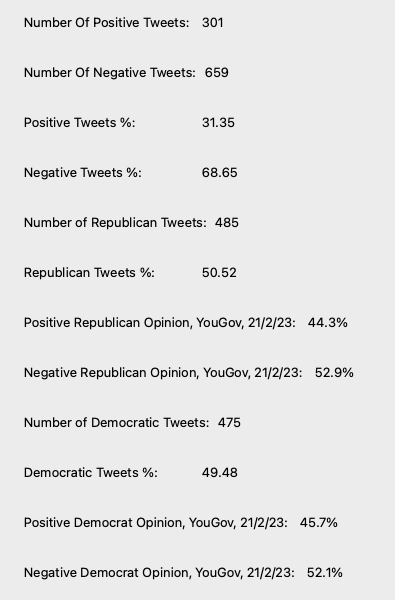 Number Of Positive Tweets: 301
Number Of Negative Tweets: 659
Positive Tweets %: 31.35
Negative Tweets %: 68.65
Number of Republican Tweets: 485
Republican Tweets %: 50.52
Positive Republican Opinion, YouGov, 21/2/23: 44.3%
Negative Republican Opinion, YouGov, 21/2/23: 52.9%
Number of Democratic Tweets: 475
Democratic Tweets %: 49.48
Positive Democrat Opinion, YouGov, 21/2/23: 45.7%
Negative Democrat Opinion, YouGov, 21/2/23: 52.1%